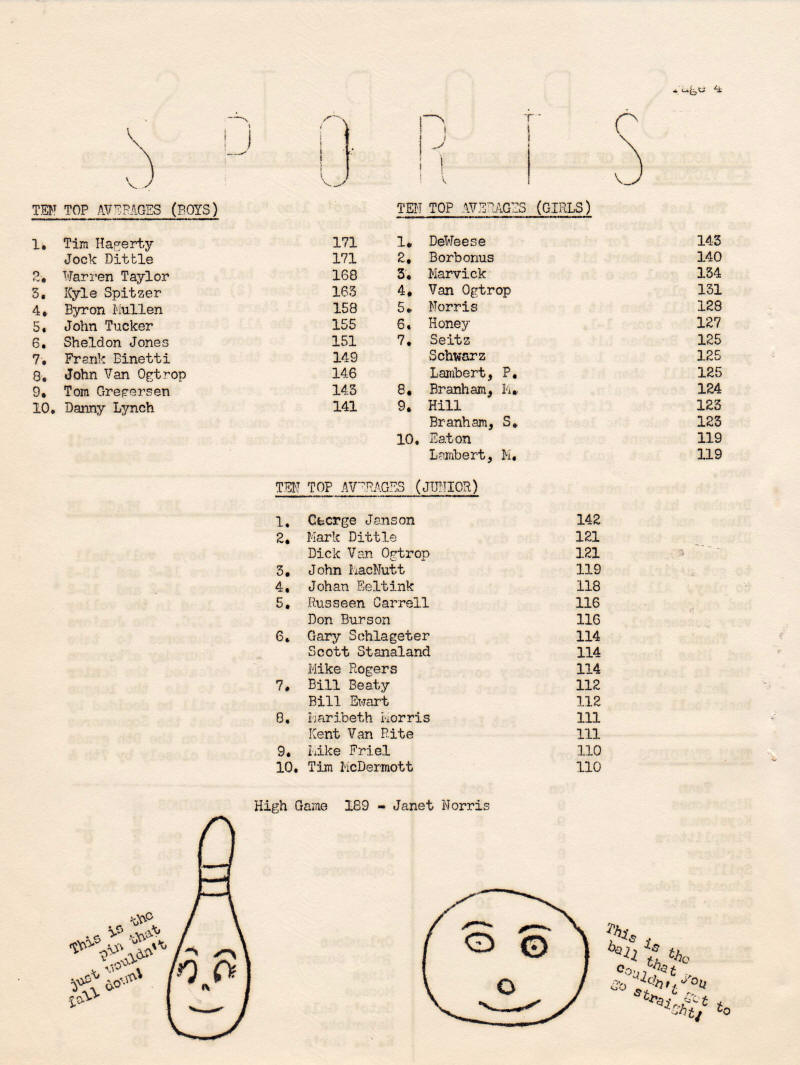 Page 4
SPORTS
TEN TOP AVERAGES (BOYS)
1. Tim Hagerty 171
Jock Dittle 171
2. Warren Taylor 168
3. Kyle Spitzer 163
4. Byron Mullen 158
5. John Tucker 155
6. Sheldon Jones 151
7. Frank Binetti 149
8. John Van Ogtrop 146
9. Tom Gregersen 143
10. Danny Lynch 141
TEN TOP AVERAGES (GIRLS)
1. DeWeese 143
2. Borbonus 140
3. Marvick 134
4. Van Ogtrop 131
5. Norris 128
6. Honey 127
7. Seitz 125
Schwarz 125
Lambert, P. 125
8. Branham, M. 124
9. Hill 123
Branham, S. 123
10. Eaton 119
Lambert, M. 119
TEN TOP AVERAGES (JUNIOR)
1. George Janson 142
2. Mark Dittle 121
Dick Van Ogtrop 121
3. John MacNutt 119
4. Johan Eeltink 118
5. Russeen Carrell 116
Don Burson 116
6. Gary Schlageter 114
Scott Stanaland 114
Mike Rogers 114
7. Bill Beaty 112
Bill Ewart 112
8. Maribeth Morris 111
Kent Van Rite 111
9. Mike Friel 110
10. Tim McDermott 110
High Game 189 - Janet Norris
This is the
pin that
just wouldn't
fall down!
This is the
ball that you
couldn't get to
go straight!